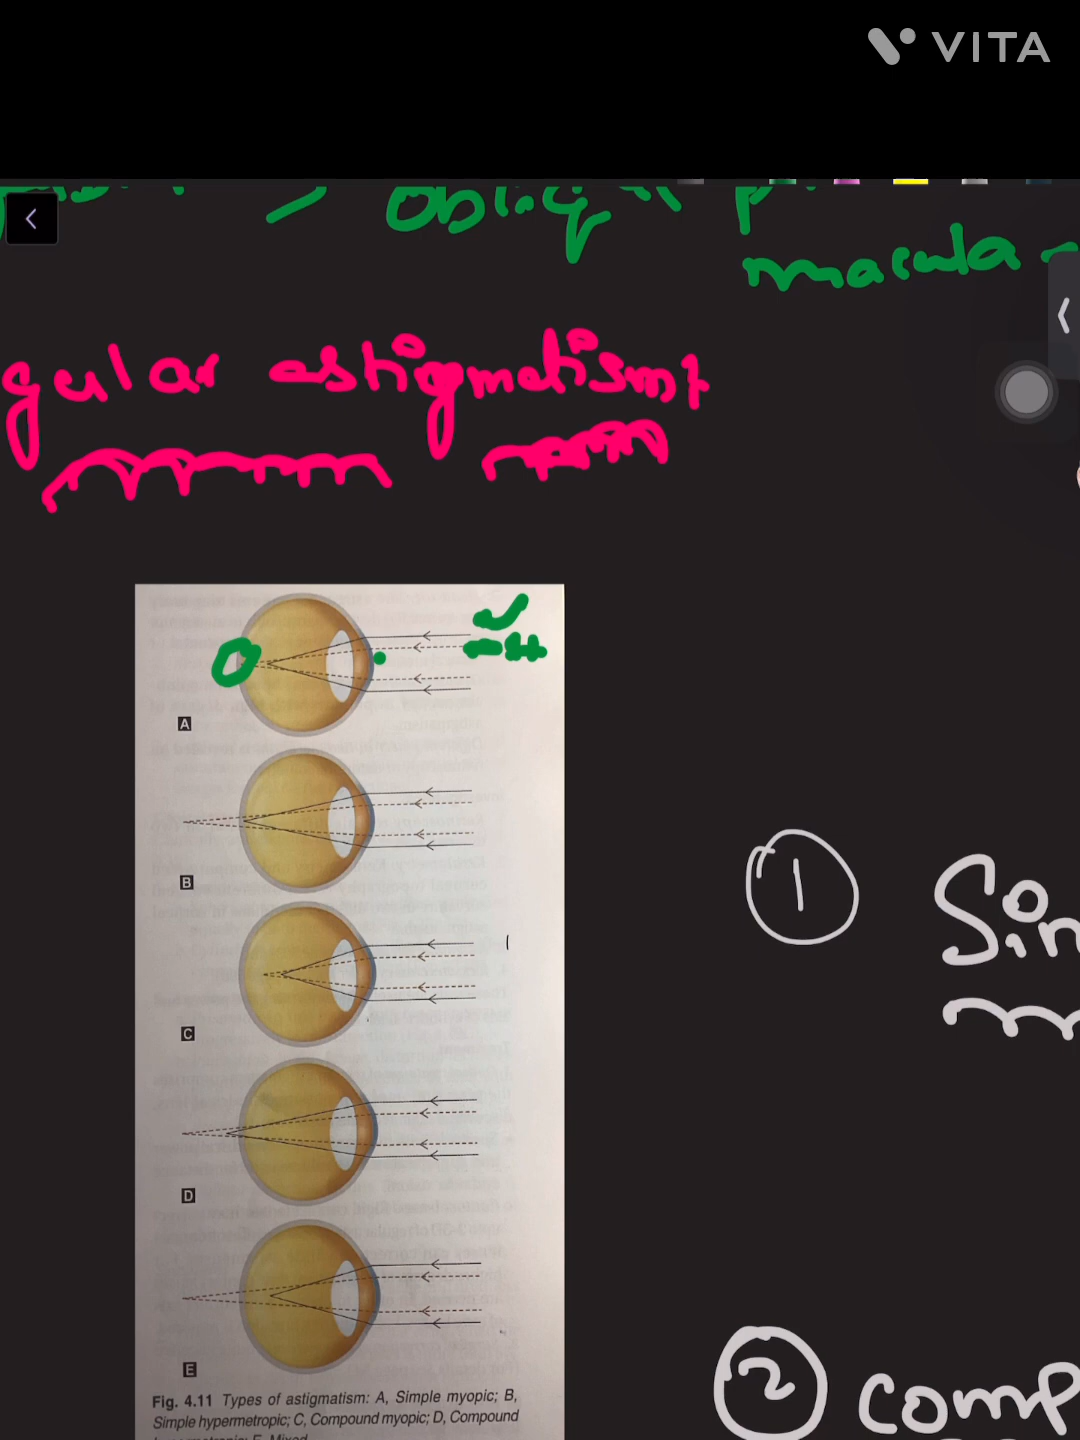 VITA
macula -
gular astigmatism
A
B
C
D
E
1
Sim
2
comp
Fig. 4.11 Types of astigmatism: A, Simple myopic; B,
Simple hypermetropic; C, Compound myopic; D, Compound